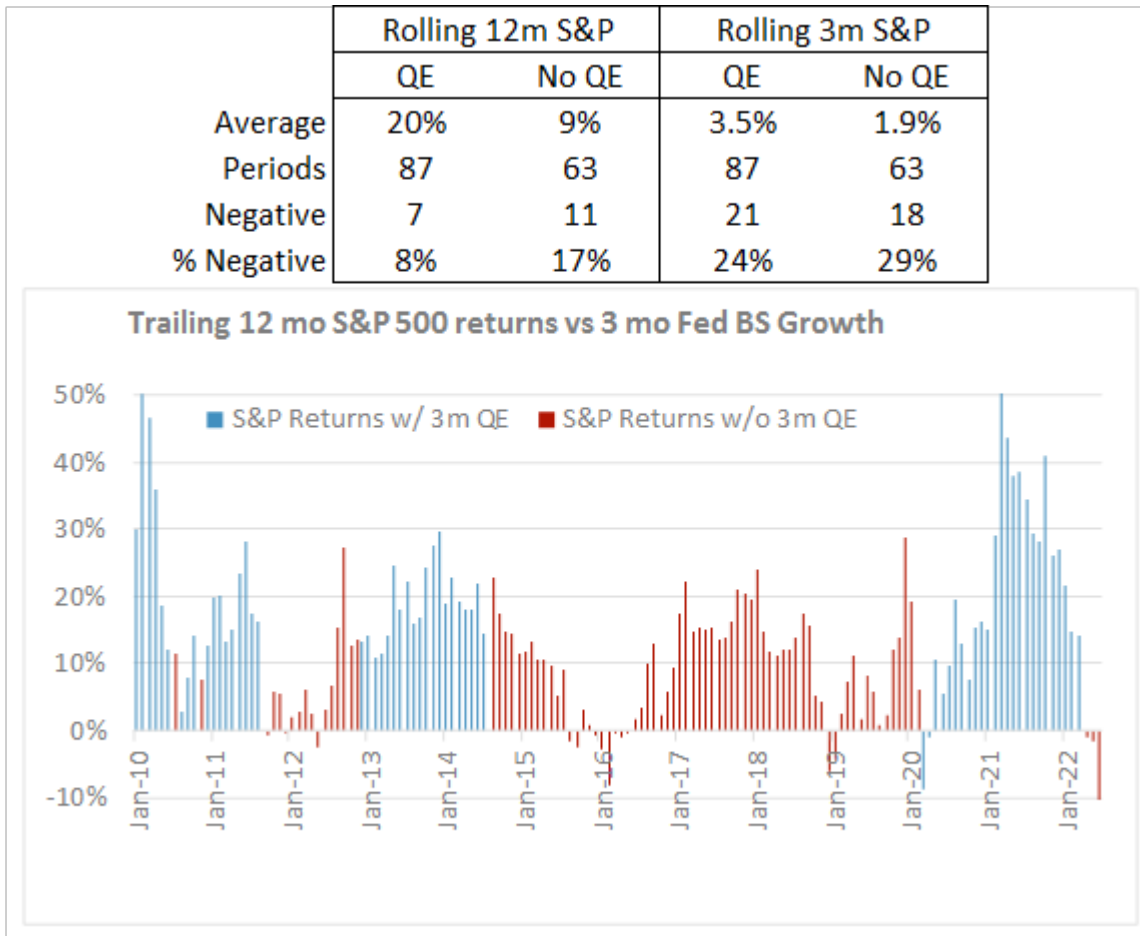 Rolling 12m S&P Rolling 3m S&P
QE No QE QE No QE
Average 20% 9% 3.5% 1.9%
Periods 87 63 87 63
Negative 7 11 21 18
% Negative 8% 17% 24% 29%
Trailing 12 mo S&P 500 returns vs 3 mo Fed BS Growth
50%
S&P Returns w/ 3m QE S&P Returns w/o 3m QE
40%
30%
20%
10%
0%
-10%
Jan-10 Jan-11 Jan-12 Jan-13 Jan-14 Jan-15 Jan-16 Jan-17 Jan-18 Jan-19 Jan-20 Jan-21 Jan-22